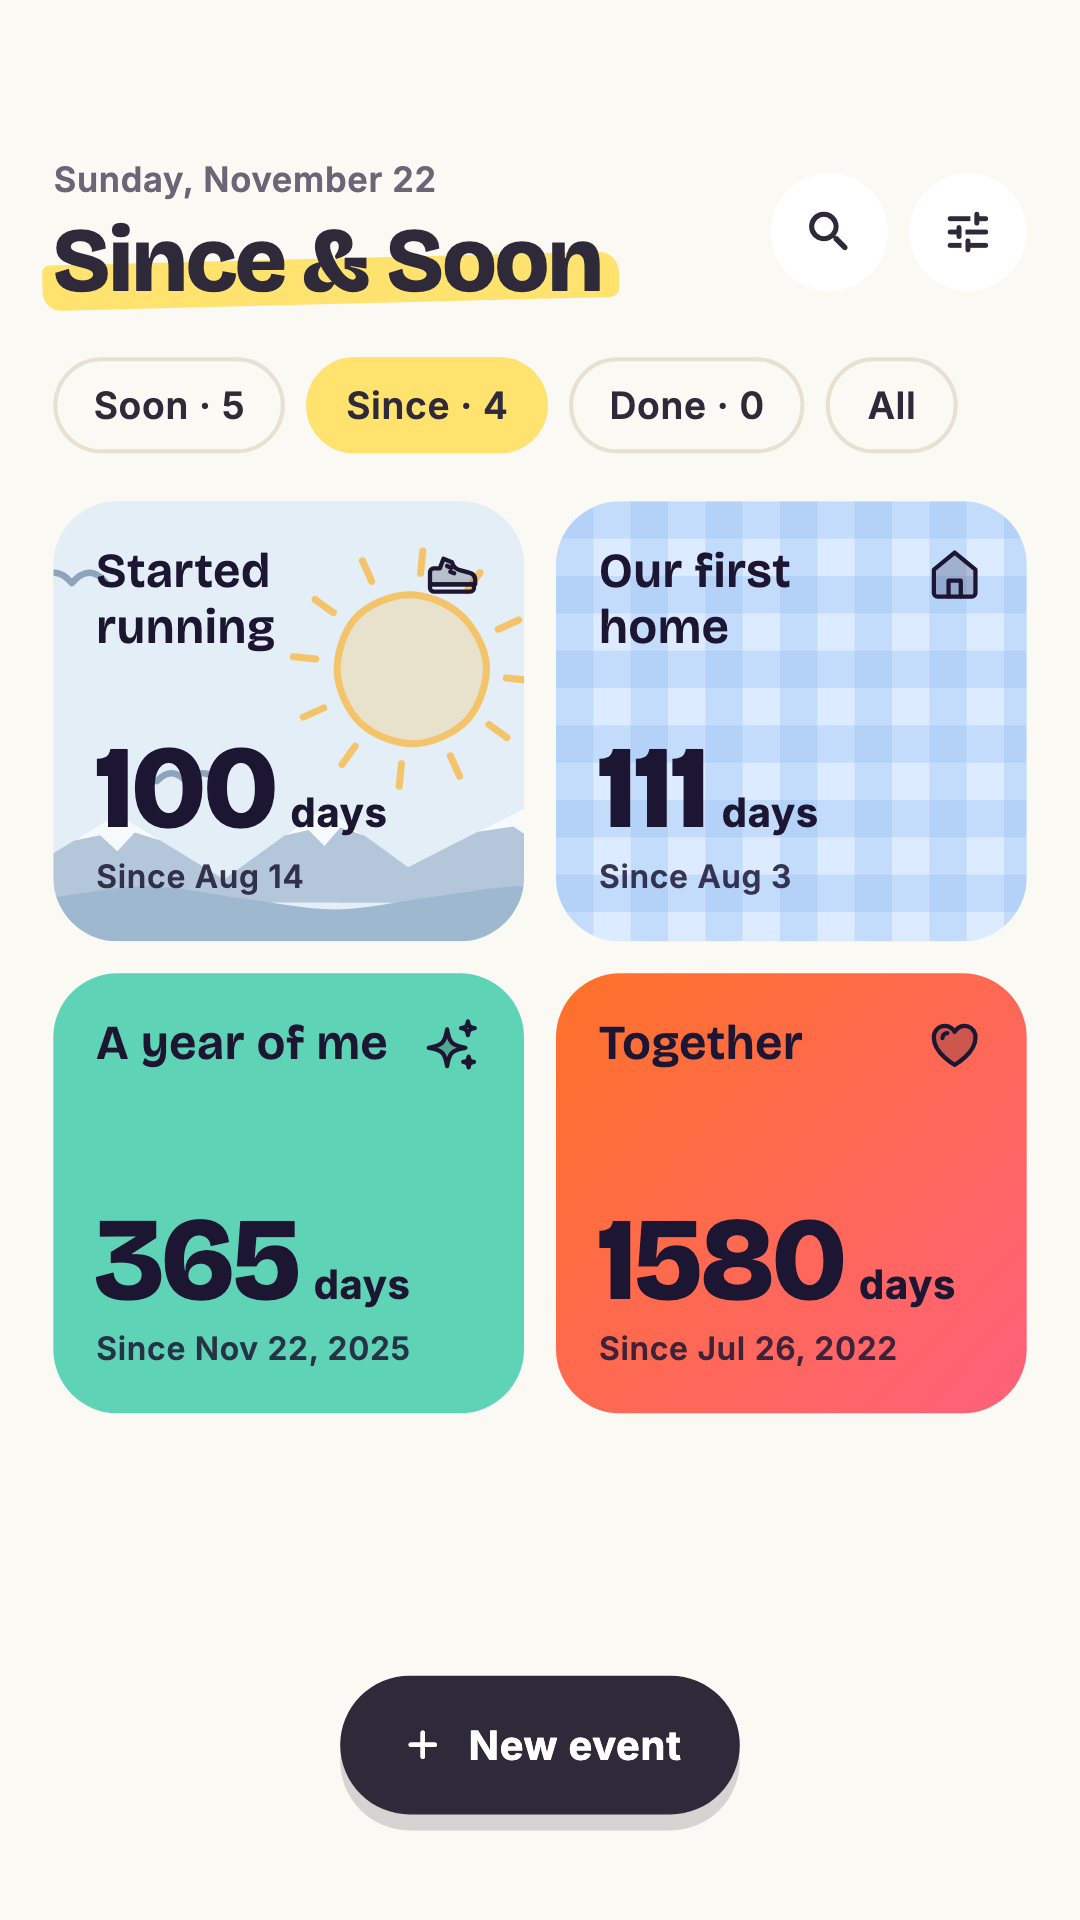 Sunday, November 22
Since & Soon
Soon · 5
Since · 4
Done · 0
All
Started
running
100 days
Since Aug 14
Our first
home
111 days
Since Aug 3
A year of me
365 days
Since Nov 22, 2025
Together
1580 days
Since Jul 26, 2022
+ New event